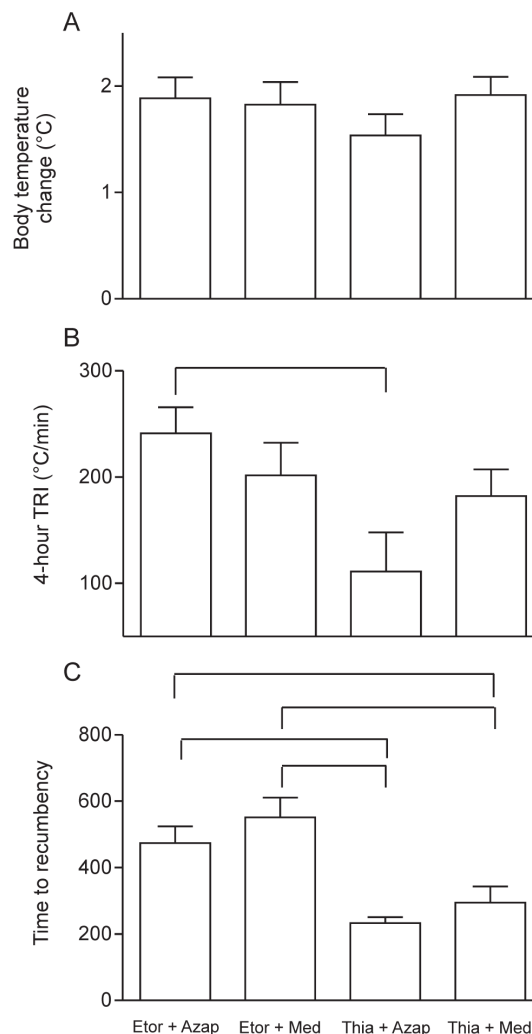 A
Body temperature
change (°C)
2
1
0
B
4-hour TRI (°C/min)
300
200
100
C
Time to recumbency
800
600
400
200
0
Etor + Azap Etor + Med Thia + Azap Thia + Med